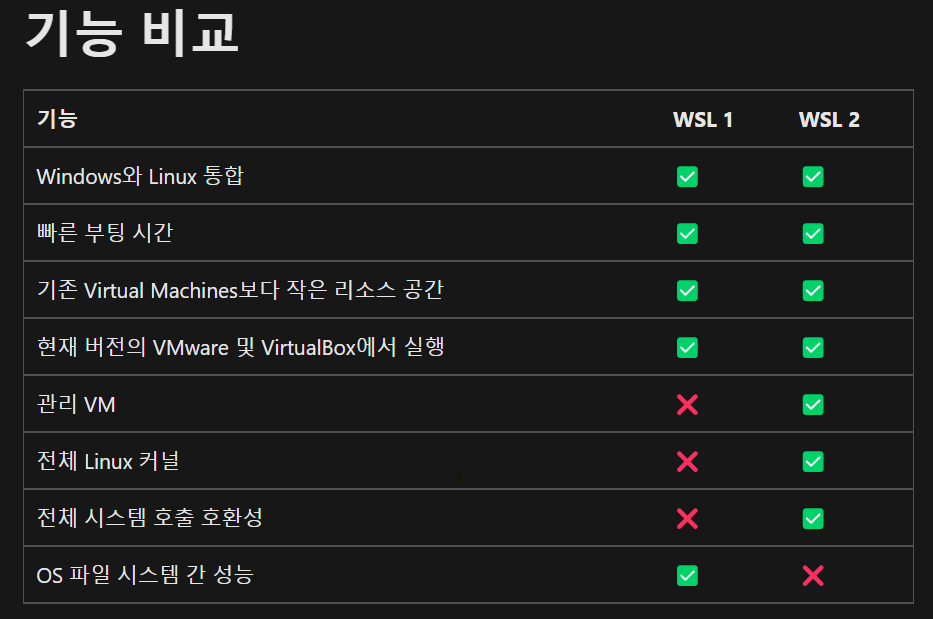 기능 비교
기능 WSL 1 WSL 2
Windows와 Linux 통합 ✅ ✅
빠른 부팅 시간 ✅ ✅
기존 Virtual Machines보다 작은 리소스 공간 ✅ ✅
현재 버전의 VMware 및 VirtualBox에서 실행 ✅ ✅
관리 VM ❌ ✅
전체 Linux 커널 ❌ ✅
전체 시스템 호출 호환성 ❌ ✅
OS 파일 시스템 간 성능 ✅ ❌